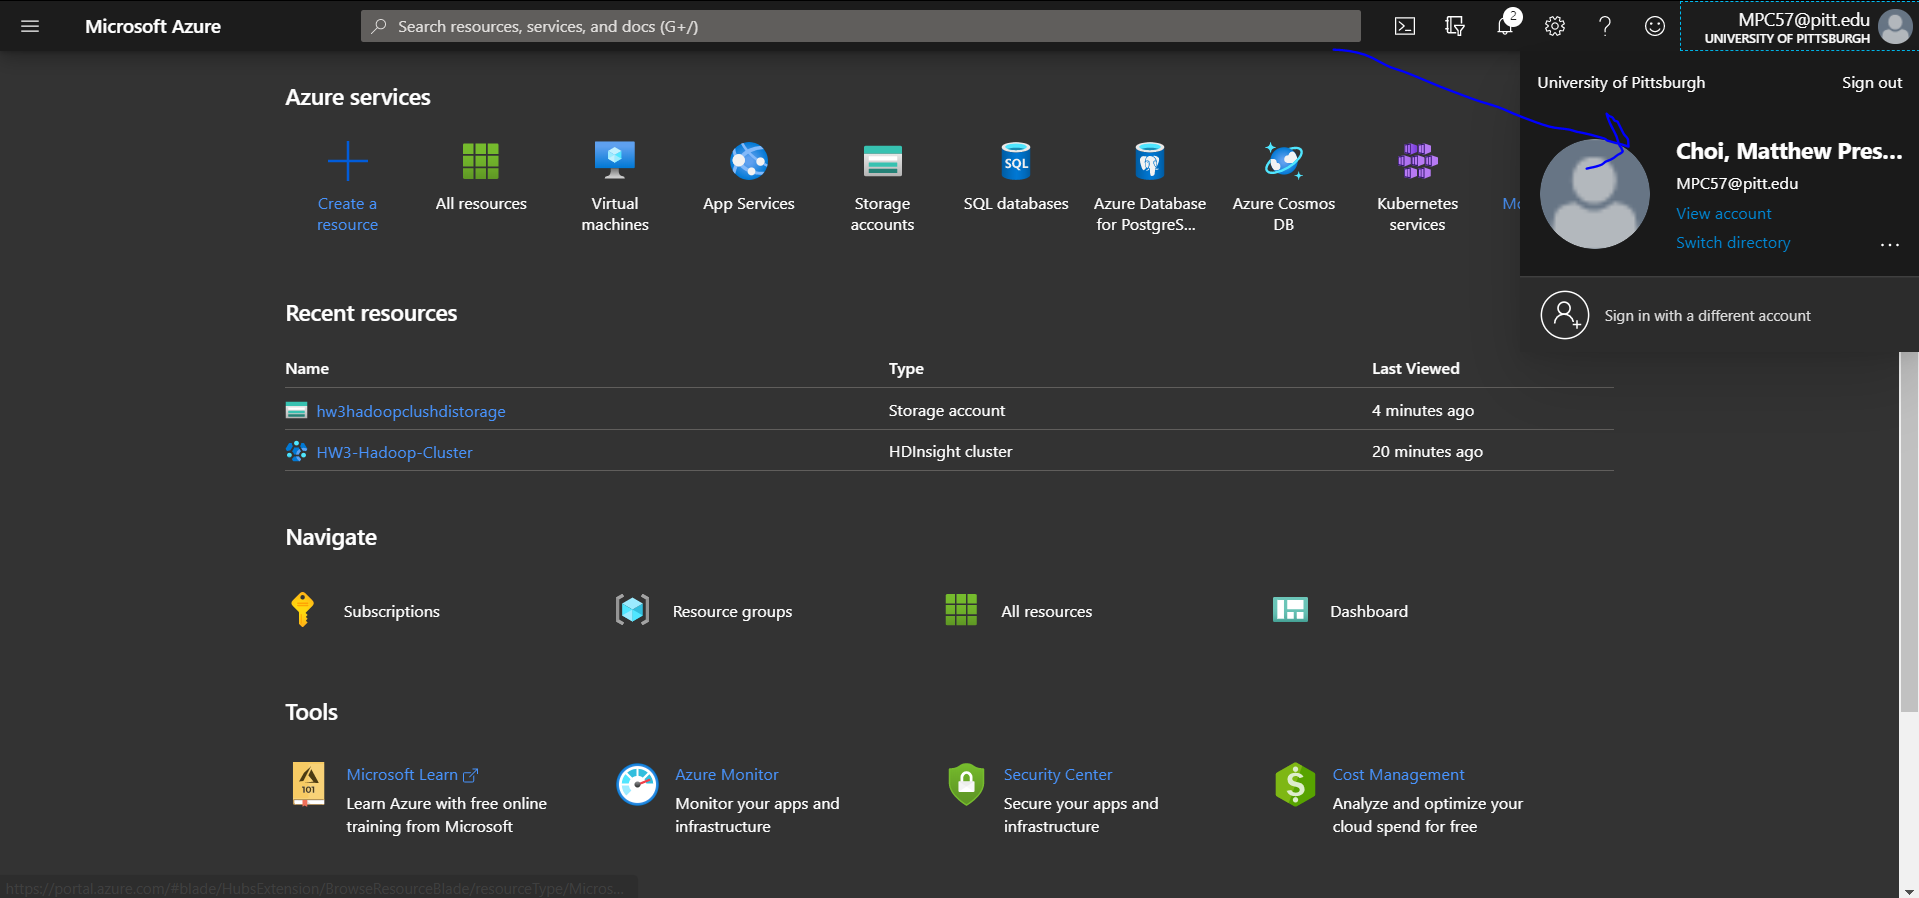 Microsoft Azure
Search resources, services, and docs (G+/)
2
MPC57@pitt.edu
UNIVERSITY OF PITTSBURGH
University of Pittsburgh
Sign out
Choi, Matthew Pres...
MPC57@pitt.edu
View account
Switch directory
...
Sign in with a different account
Azure services
Create a
resource
All resources
Virtual
machines
App Services
Storage
accounts
SQL
SQL databases
Azure Database
for PostgreS...
Azure Cosmos
DB
Kubernetes
services
Mo
Recent resources
Name Type Last Viewed
hw3hadoopclushdistorage Storage account 4 minutes ago
HW3-Hadoop-Cluster HDInsight cluster 20 minutes ago
Navigate
Subscriptions
Resource groups
All resources
Dashboard
Tools
101
Microsoft Learn
Learn Azure with free online
training from Microsoft
Azure Monitor
Monitor your apps and
infrastructure
Security Center
Secure your apps and
infrastructure
$
Cost Management
Analyze and optimize your
cloud spend for free
https://portal.azure.com/#blade/HubsExtension/BrowseResourceBlade/resourceType/Micros...